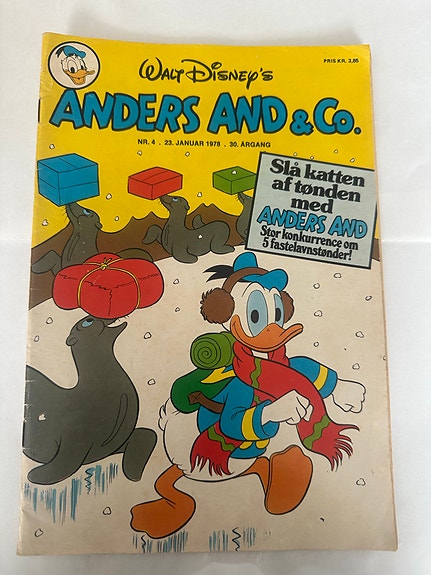 PRIS KR. 3,85
WALT DISNEY'S
ANDERS AND & Co.
NR. 4 . 23. JANUAR 1978 . 30. ÅRGANG
Slå katten
af tønden
med
ANDERS AND
Stor konkurrence om
5 fastelavnstønder!